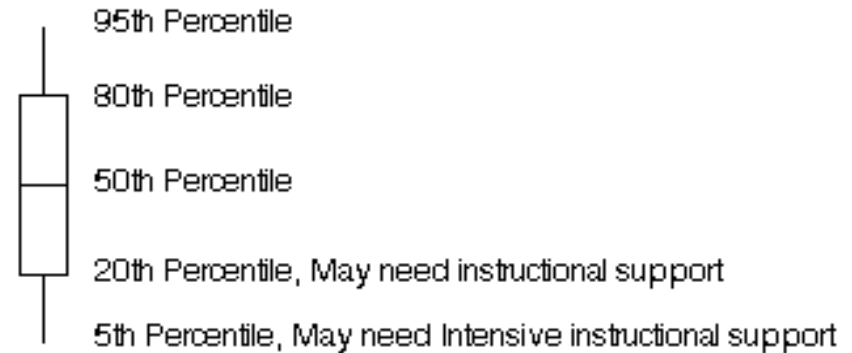 95th Percentile
80th Percentile
50th Percentile
20th Percentile, May need instructional support
5th Percentile, May need Intensive instructional support